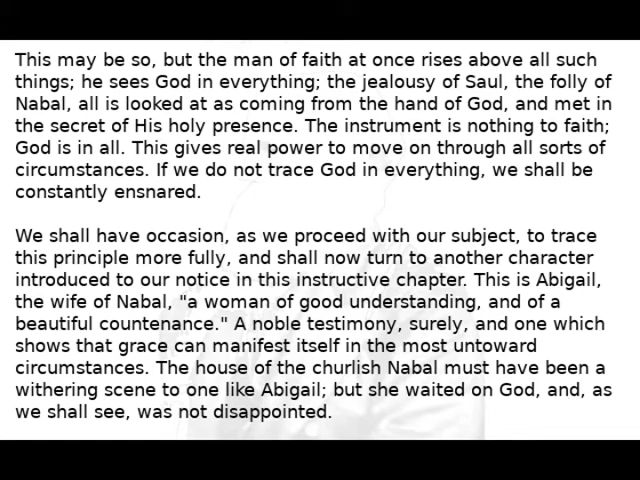 This may be so, but the man of faith at once rises above all such
things; he sees God in everything; the jealousy of Saul, the folly of
Nabal, all is looked at as coming from the hand of God, and met in
the secret of His holy presence. The instrument is nothing to faith;
God is in all. This gives real power to move on through all sorts of
circumstances. If we do not trace God in everything, we shall be
constantly ensnared.
We shall have occasion, as we proceed with our subject, to trace
this principle more fully, and shall now turn to another character
introduced to our notice in this instructive chapter. This is Abigail,
the wife of Nabal, "a woman of good understanding, and of a
beautiful countenance." A noble testimony, surely, and one which
shows that grace can manifest itself in the most untoward
circumstances. The house of the churlish Nabal must have been a
withering scene to one like Abigail; but she waited on God, and, as
we shall see, was not disappointed.